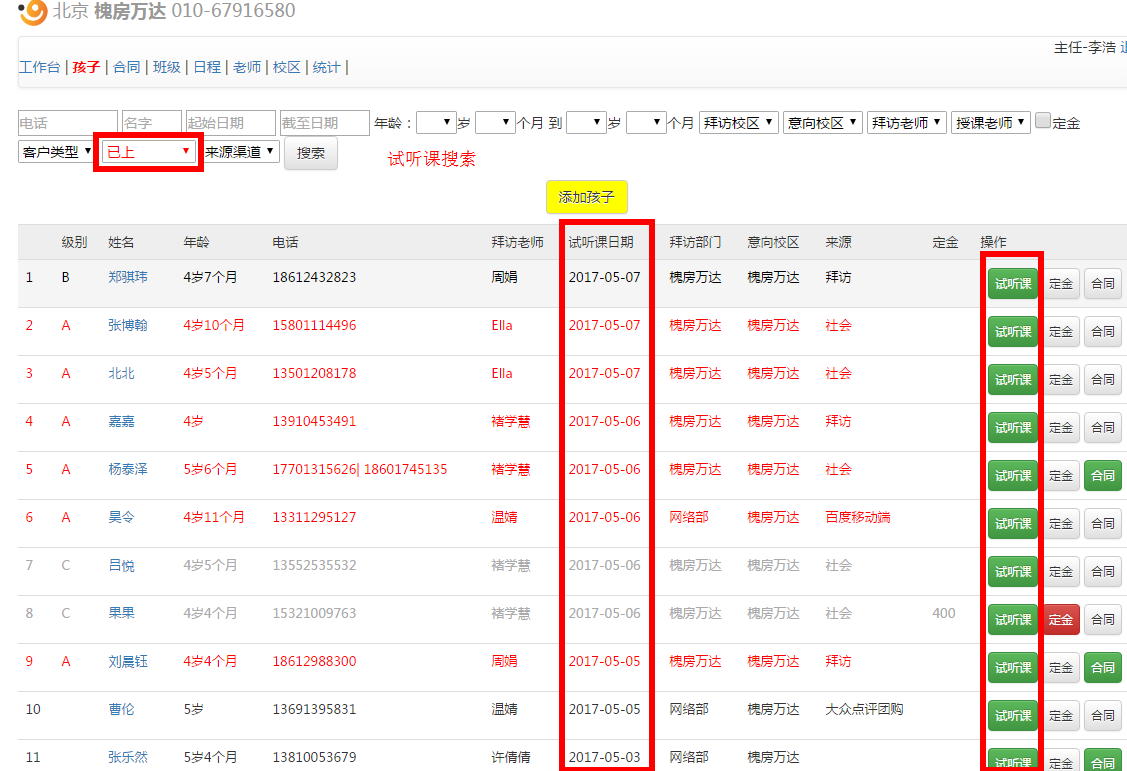 北京 槐房万达 010-67916580
主任-李浩
工作台 | 孩子 | 合同 | 班级 | 日程 | 老师 | 校区 | 统计 |
电话 名字 起始日期 截至日期 年龄： 岁 个月 到 岁 个月 拜访校区 意向校区 拜访老师 授课老师 定金
客户类型 已上 来源渠道 搜索 试听课搜索
添加孩子
级别 姓名 年龄 电话 拜访老师 试听课日期 拜访部门 意向校区 来源 定金 操作
1 B 郑骐玮 4岁7个月 18612432823 周娟 2017-05-07 槐房万达 槐房万达 拜访 试听课 定金 合同
2 A 张博翰 4岁10个月 15801114496 Ella 2017-05-07 槐房万达 槐房万达 社会 试听课 定金 合同
3 A 北北 4岁5个月 13501208178 Ella 2017-05-07 槐房万达 槐房万达 社会 试听课 定金 合同
4 A 嘉嘉 4岁 13910453491 褚学慧 2017-05-06 槐房万达 槐房万达 拜访 试听课 定金 合同
5 A 杨泰泽 5岁6个月 17701315626| 18601745135 褚学慧 2017-05-06 槐房万达 槐房万达 社会 试听课 定金 合同
6 A 昊令 4岁11个月 13311295127 温婧 2017-05-06 网络部 槐房万达 百度移动端 试听课 定金 合同
7 C 吕悦 4岁5个月 13552535532 褚学慧 2017-05-06 槐房万达 槐房万达 社会 试听课 定金 合同
8 C 果果 4岁4个月 15321009763 褚学慧 2017-05-06 槐房万达 槐房万达 社会 400 试听课 定金 合同
9 A 刘晨钰 4岁4个月 18612988300 周娟 2017-05-05 槐房万达 槐房万达 拜访 试听课 定金 合同
10 曹伦 5岁 13691395831 温婧 2017-05-05 网络部 槐房万达 大众点评团购 试听课 定金 合同
11 张乐然 5岁4个月 13810053679 许倩倩 2017-05-03 网络部 槐房万达 试听课 定金 合同